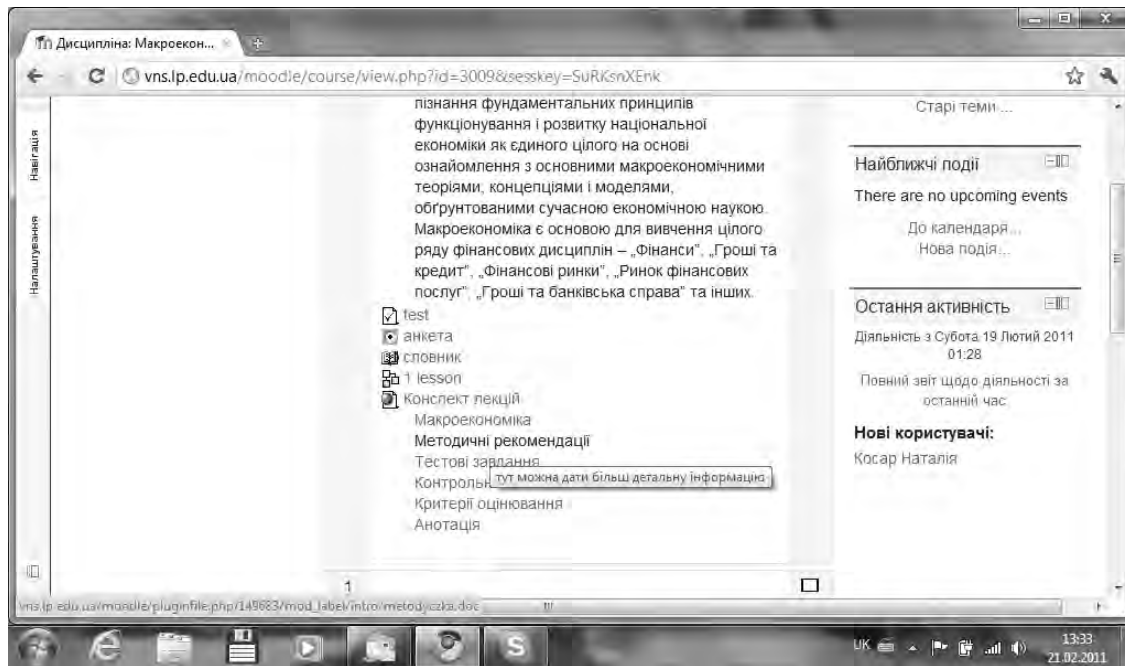 Дисципліна: Макроекон...
vns.lp.edu.ua/moodle/course/view.php?id=3009&sesskey=SuRKsnXEnk
Навігація
Налаштування
пізнання фундаментальних принципів
функціонування і розвитку національної
економіки як єдиного цілого на основі
ознайомлення з основними макроекономічними
теоріями, концепціями і моделями,
обґрунтованими сучасною економічною наукою.
Макроекономіка є основою для вивчення цілого
ряду фінансових дисциплін – „Фінанси”, „Гроші та
кредит”, „Фінансові ринки”, „Ринок фінансових
послуг”, „Гроші та банківська справа” та інших.
test
анкета
словник
1 lesson
Конспект лекцій
Макроекономіка
Методичні рекомендації
Тестові завдання
тут можна дати більш детальну інформацію
Контрольн
Критерії оцінювання
Анотація
1
Старі теми ...
Найближчі події
There are no upcoming events
До календаря...
Нова подія...
Остання активність
Діяльність з Субота 19 Лютий 2011
01:28
Повний звіт щодо діяльності за
останній час
Нові користувачі:
Косар Наталія
vns.lp.edu.ua/moodle/pluginfile.php/149683/mod_label/intro/metodyczka.doc
S
UK
13:33
21.02.2011